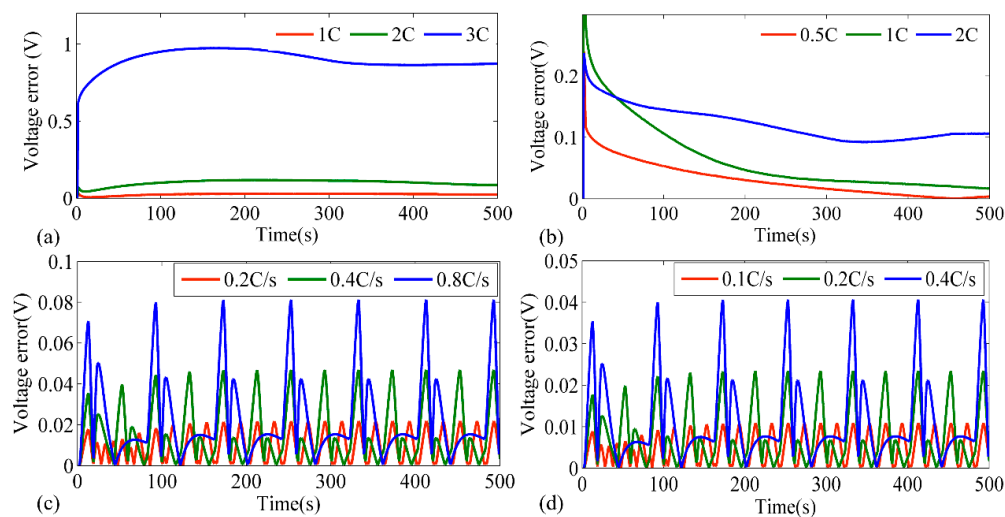 1C 2C 3C
Voltage error (V)
1
0.5
0
0 100 200 300 400 500
Time(s)
(a)
0.5C 1C 2C
Voltage error(V)
0.2
0.1
0
0 100 200 300 400 500
Time(s)
(b)
0.2C/s 0.4C/s 0.8C/s
Voltage error(V)
0.1
0.08
0.06
0.04
0.02
0
0 100 200 300 400 500
Time(s)
(c)
0.1C/s 0.2C/s 0.4C/s
Voltage error(V)
0.05
0.04
0.03
0.02
0.01
0
0 100 200 300 400 500
Time(s)
(d)